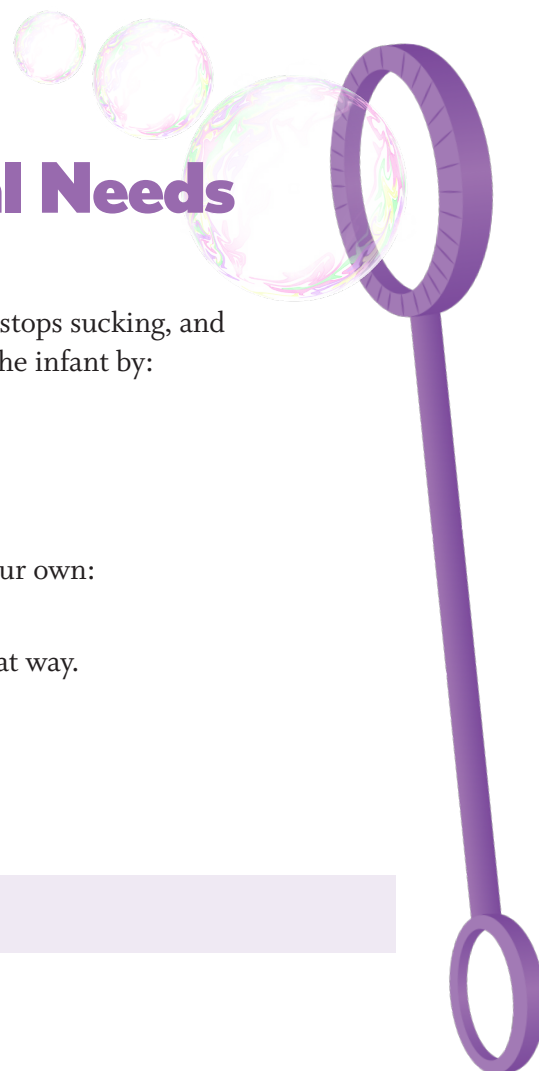 l Needs
stops sucking, and
he infant by:
ur own:
at way.